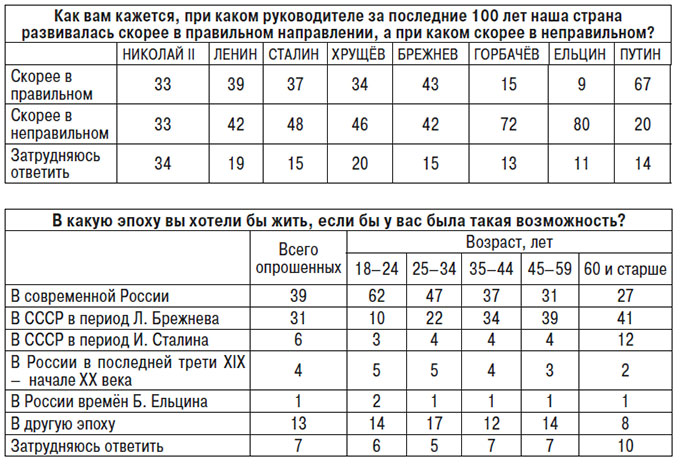 Как вам кажется, при каком руководителе за последние 100 лет наша страна
развивалась скорее в правильном направлении, а при каком скорее в неправильном?
НИКОЛАЙ II ЛЕНИН СТАЛИН ХРУЩЁВ БРЕЖНЕВ ГОРБАЧЁВ ЕЛЬЦИН ПУТИН
Скорее в
правильном 33 39 37 34 43 15 9 67
Скорее в
неправильном 33 42 48 46 42 72 80 20
Затрудняюсь
ответить 34 19 15 20 15 13 11 14
В какую эпоху вы хотели бы жить, если бы у вас была такая возможность?
Всего
опрошенных
Возраст, лет
18–24 25–34 35–44 45–59 60 и старше
В современной России 39 62 47 37 31 27
В СССР в период Л. Брежнева 31 10 22 34 39 41
В СССР в период И. Сталина 6 3 4 4 4 12
В России в последней трети XIX
– начале XX века 4 5 5 4 3 2
В России времён Б. Ельцина 1 2 1 1 1 1
В другую эпоху 13 14 17 12 14 8
Затрудняюсь ответить 7 6 5 7 7 10